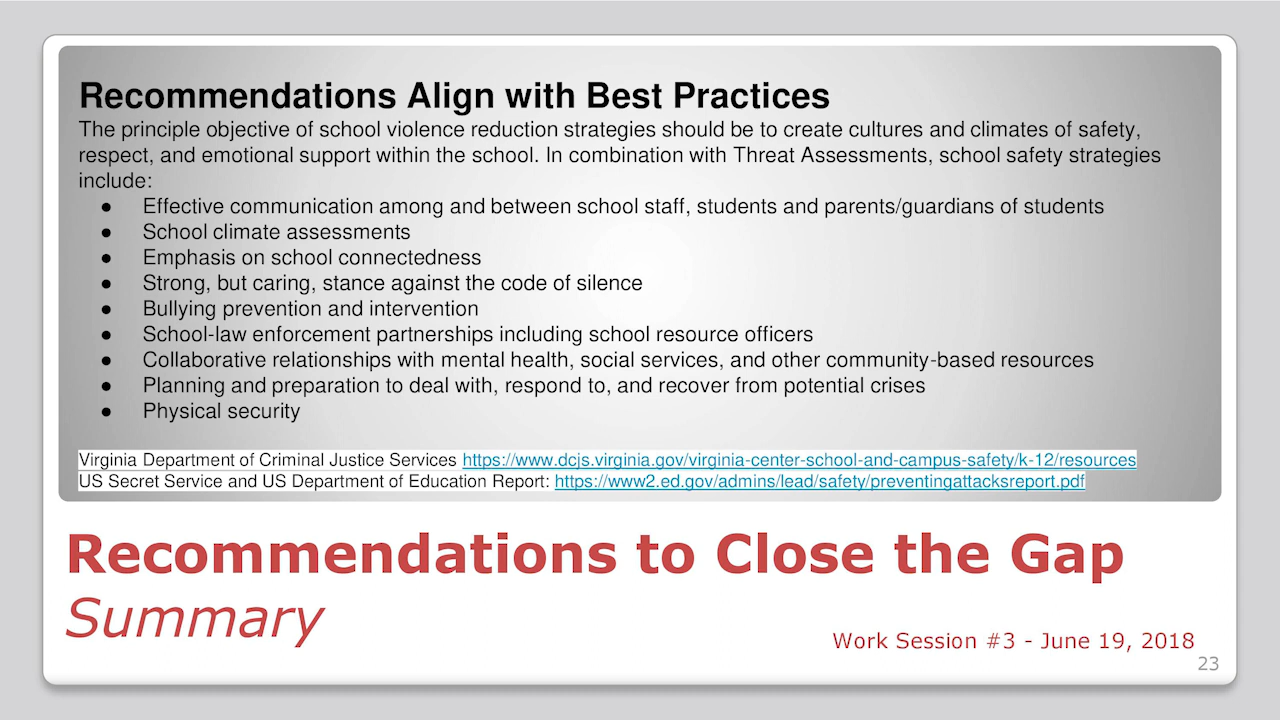 Recommendations Align with Best Practices
The principle objective of school violence reduction strategies should be to create cultures and climates of safety,
respect, and emotional support within the school. In combination with Threat Assessments, school safety strategies
include:
● Effective communication among and between school staff, students and parents/guardians of students
● School climate assessments
● Emphasis on school connectedness
● Strong, but caring, stance against the code of silence
● Bullying prevention and intervention
● School-law enforcement partnerships including school resource officers
● Collaborative relationships with mental health, social services, and other community-based resources
● Planning and preparation to deal with, respond to, and recover from potential crises
● Physical security
Virginia Department of Criminal Justice Services https://www.dcjs.virginia.gov/virginia-center-school-and-campus-safety/k-12/resources
US Secret Service and US Department of Education Report: https://www2.ed.gov/admins/lead/safety/preventingattacksreport.pdf
Recommendations to Close the Gap
Summary
Work Session #3 - June 19, 2018
23